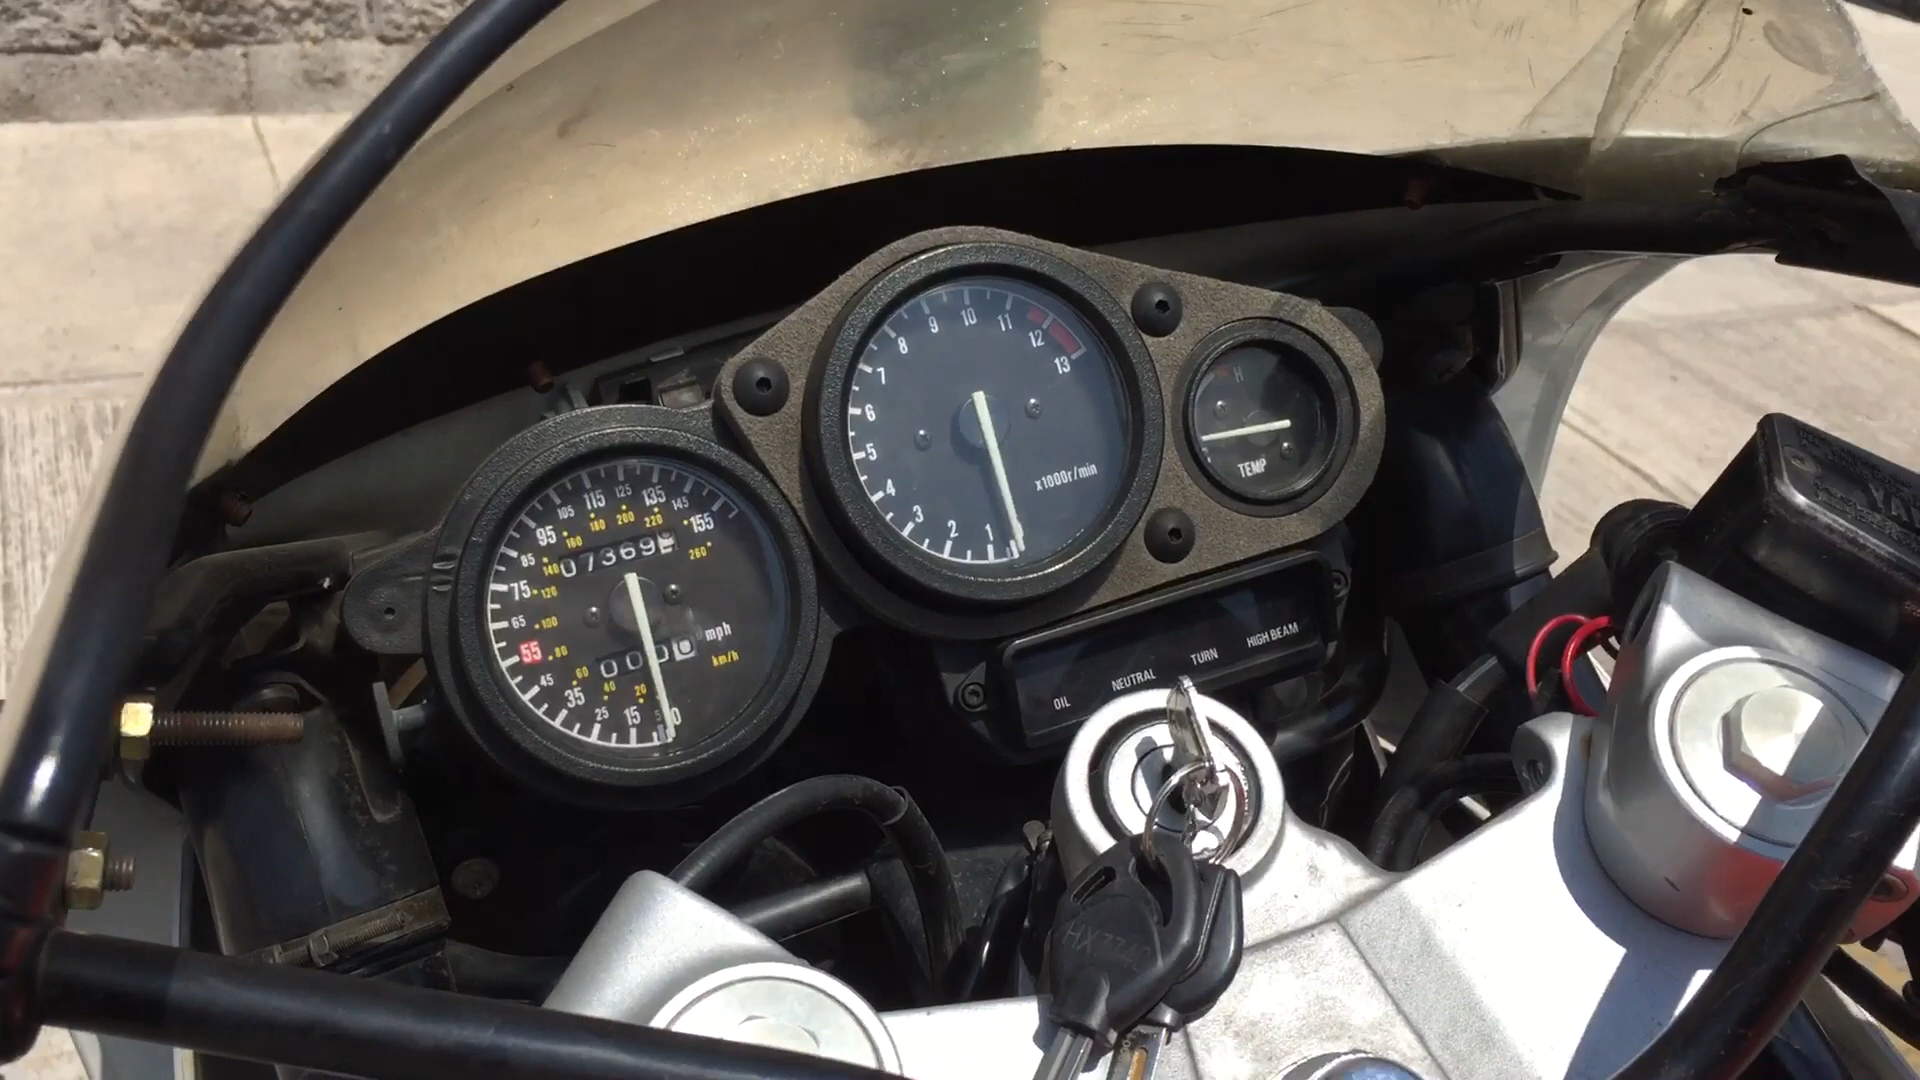 9 10 11 12 13
8
7
6
5
4
3 2 1
x1000r/min
H
TEMP
95 105 115 125 135 145 155
160 180 200 220 260
85 140
07369
75 120
65 100
55 80
0000
mph
km/h
45 60
35 40 20
25 15 5 0
OIL NEUTRAL TURN HIGH BEAM